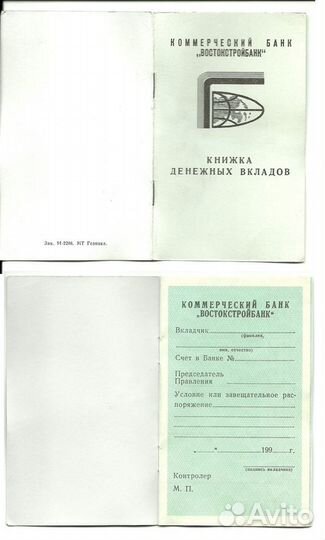 КОММЕРЧЕСКИЙ БАНК
„ВОСТОКСТРОЙБАНК“
КНИЖКА
ДЕНЕЖНЫХ ВКЛАДОВ
КОММЕРЧЕСКИЙ БАНК
„ВОСТОКСТРОЙБАНК“
Вкладчик
(фамилия,
имя, отчество)
Счет в Банке №
Председатель
Правления
Условие или завещательное рас-
поряжение
„ “ 199 г.
(подпись вкладчика)
Контролер
М. П.
Avito